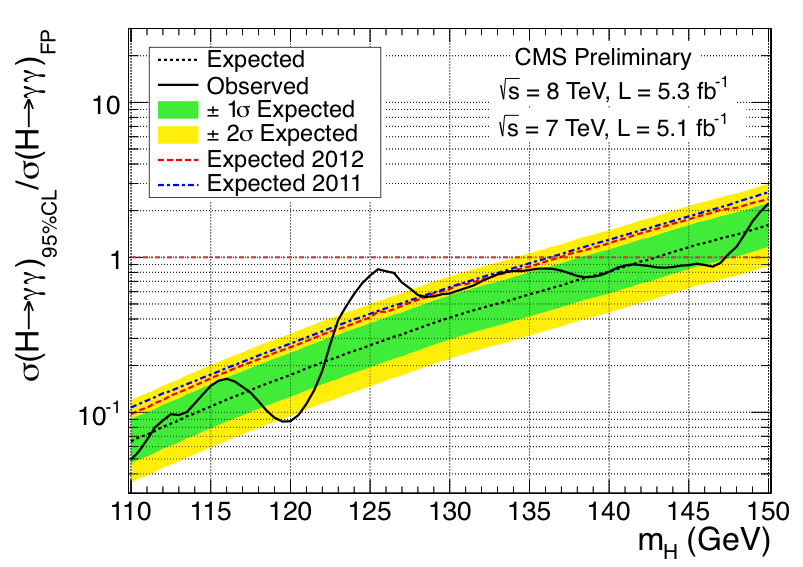 σ(H→γγ)95%CL/σ(H→γγ)FP
Expected
Observed
± 1σ Expected
± 2σ Expected
Expected 2012
Expected 2011
CMS Preliminary
√s = 8 TeV, L = 5.3 fb⁻¹
√s = 7 TeV, L = 5.1 fb⁻¹
10
1
10⁻¹
110 115 120 125 130 135 140 145 150
mH (GeV)